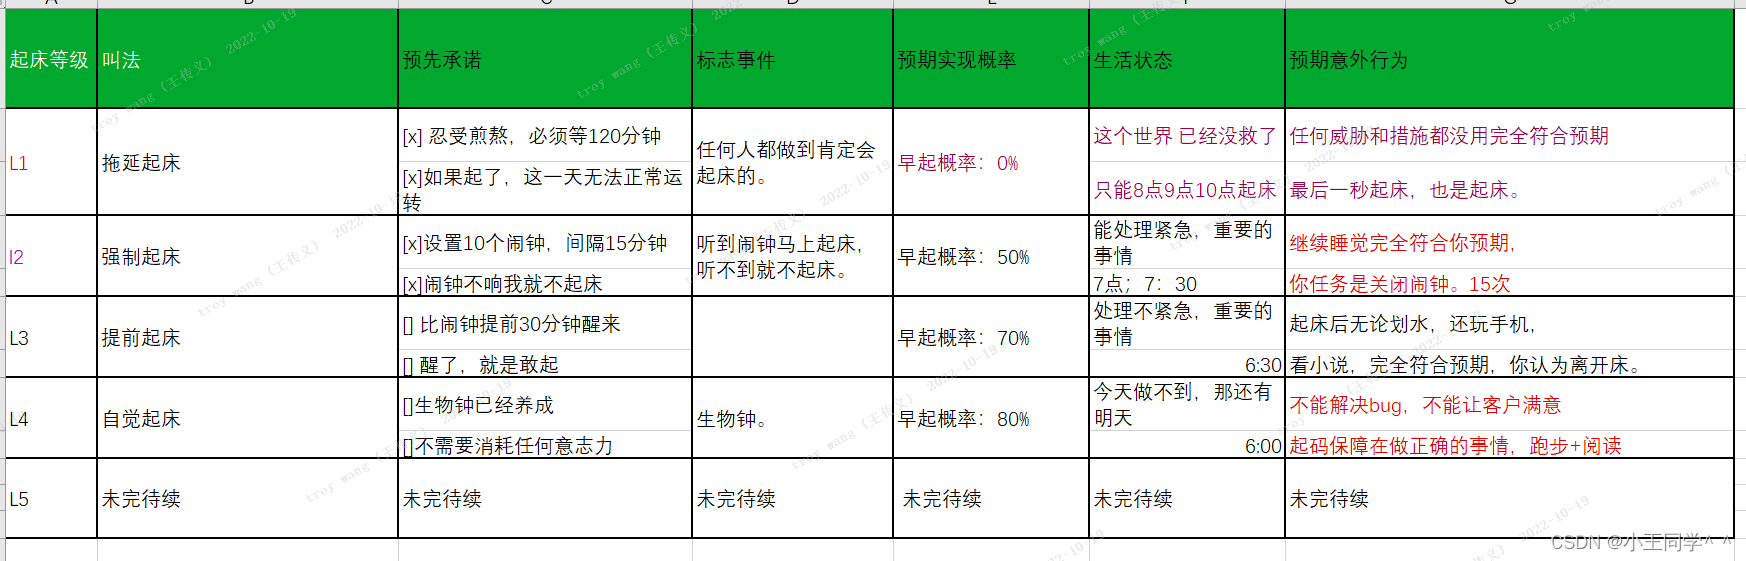 起床等级 叫法 预先承诺 标志事件 预期实现概率 生活状态 预期意外行为
L1 拖延起床
[x] 忍受煎熬，必须等120分钟
[x]如果起了，这一天无法正常运
转
任何人都做到肯定会
起床的。
早起概率：0%
这个世界 已经没救了
只能8点9点10点起床
任何威胁和措施都没用完全符合预期
最后一秒起床，也是起床。
l2 强制起床
[x]设置10个闹钟，间隔15分钟
[x]闹钟不响我就不起床
听到闹钟马上起床，
听不到就不起床。
早起概率：50%
能处理紧急，重要的
事情
7点；7：30
继续睡觉完全符合你预期，
你任务是关闭闹钟。15次
L3 提前起床
[] 比闹钟提前30分钟醒来
[] 醒了，就是敢起
早起概率：70%
处理不紧急，重要的
事情
6:30
起床后无论划水，还玩手机，
看小说，完全符合预期，你认为离开床。
L4 自觉起床
[]生物钟已经养成
[]不需要消耗任何意志力
生物钟。
早起概率：80%
今天做不到，那还有
明天
6:00
不能解决bug，不能让客户满意
起码保障在做正确的事情，跑步+阅读
L5 未完待续 未完待续 未完待续 未完待续 未完待续 未完待续
troy wang (王传义) 2022-10-19
CSDN @小王同学^ ^